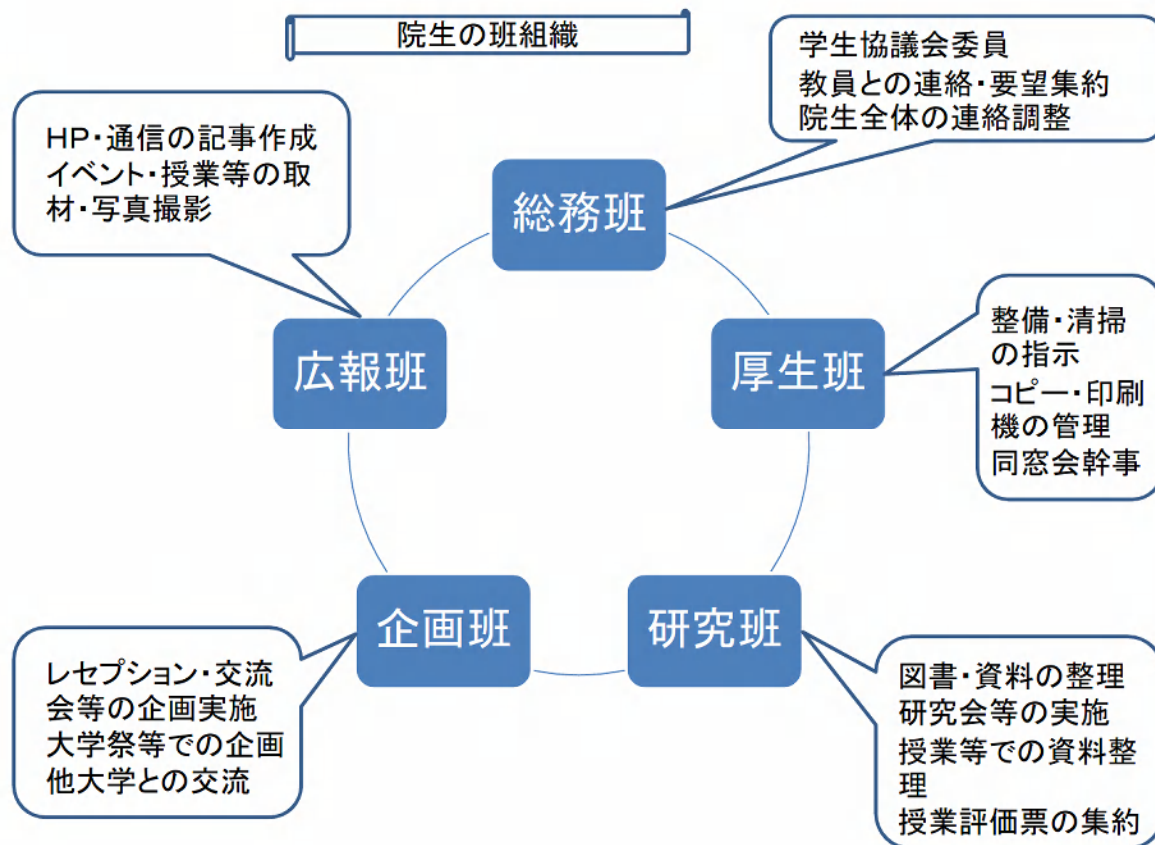 院生の班組織
学生協議会委員
教員との連絡・要望集約
院生全体の連絡調整
総務班
HP・通信の記事作成
イベント・授業等の取
材・写真撮影
広報班
整備・清掃
の指示
コピー・印刷
機の管理
同窓会幹事
厚生班
レセプション・交流
会等の企画実施
大学祭等での企画
他大学との交流
企画班
図書・資料の整理
研究会等の実施
授業等での資料整
理
授業評価票の集約
研究班